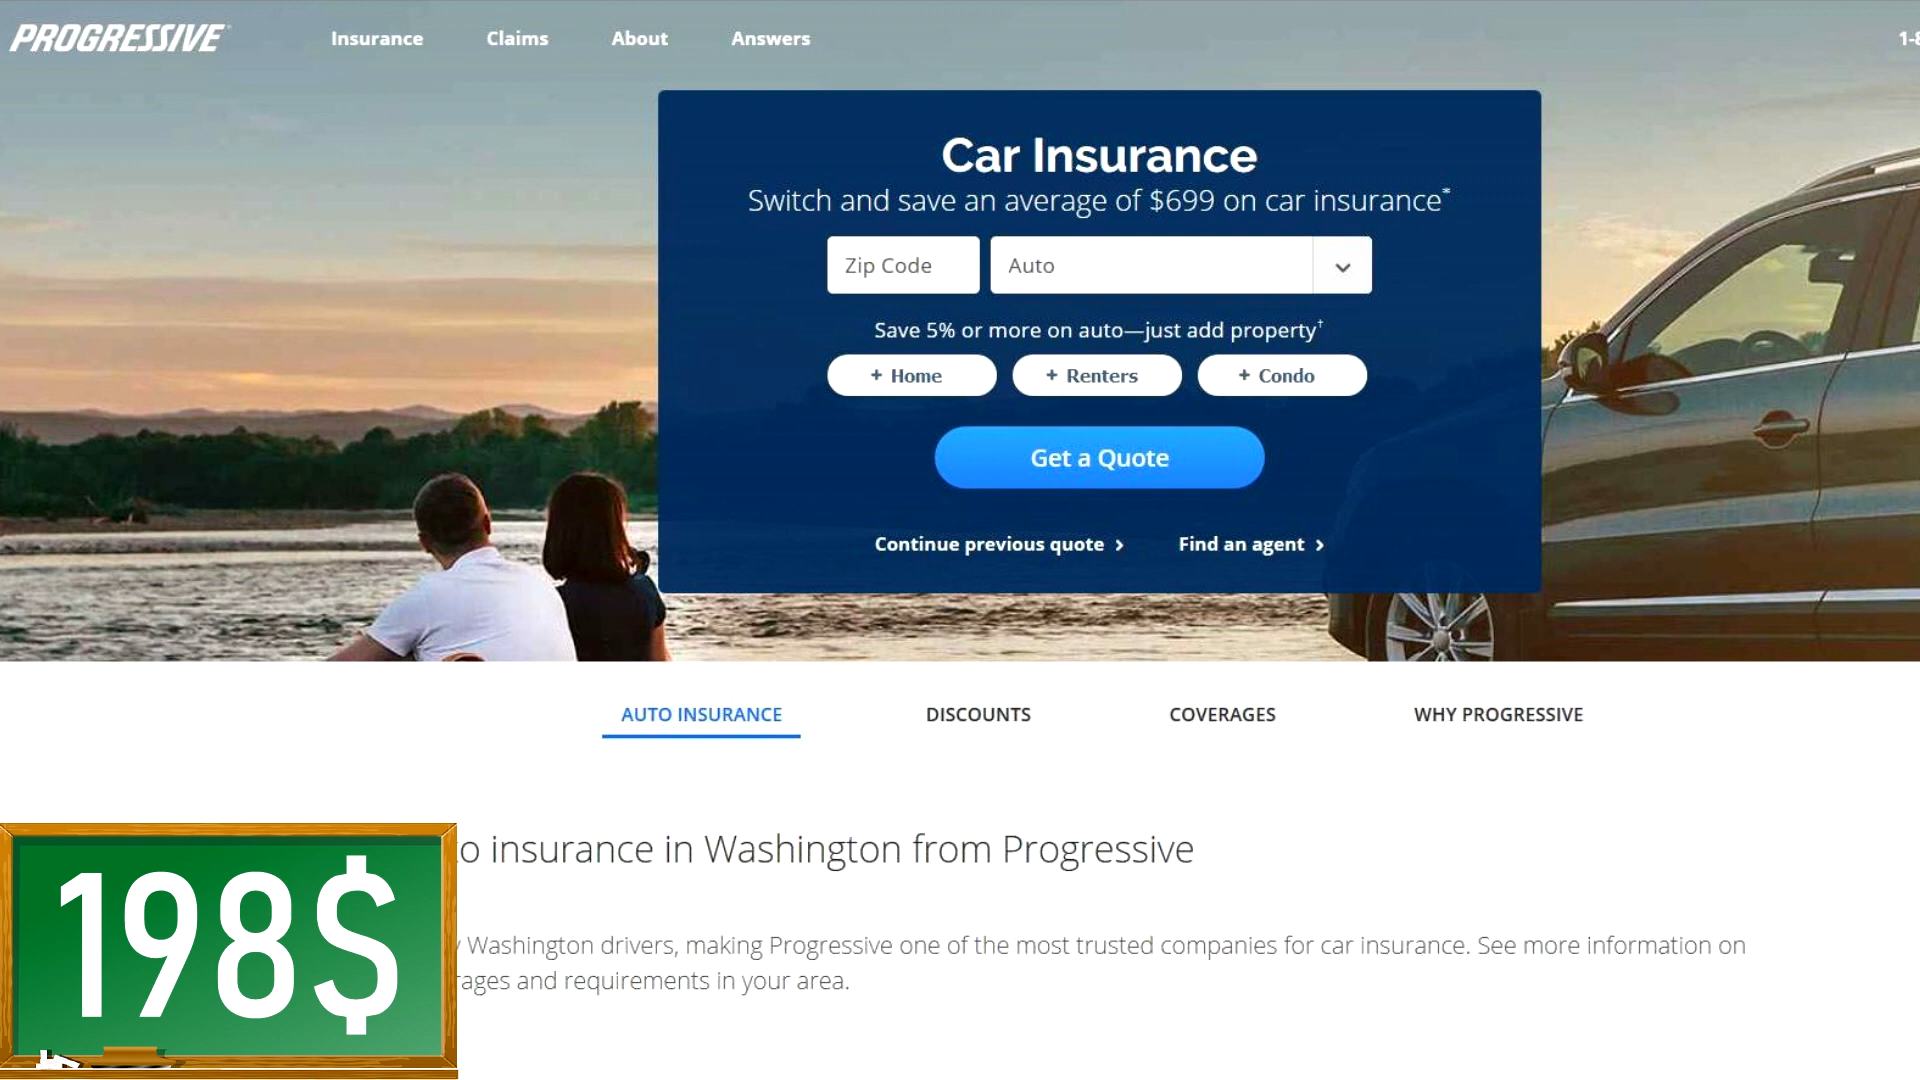 PROGRESSIVE
Insurance
Claims
About
Answers
1-8
Car Insurance
Switch and save an average of $699 on car insurance*
Zip Code
Auto
Save 5% or more on auto—just add property†
+ Home
+ Renters
+ Condo
Get a Quote
Continue previous quote ›
Find an agent ›
AUTO INSURANCE
DISCOUNTS
COVERAGES
WHY PROGRESSIVE
insurance in Washington from Progressive
Washington drivers, making Progressive one of the most trusted companies for car insurance. See more information on
and requirements in your area.
198$